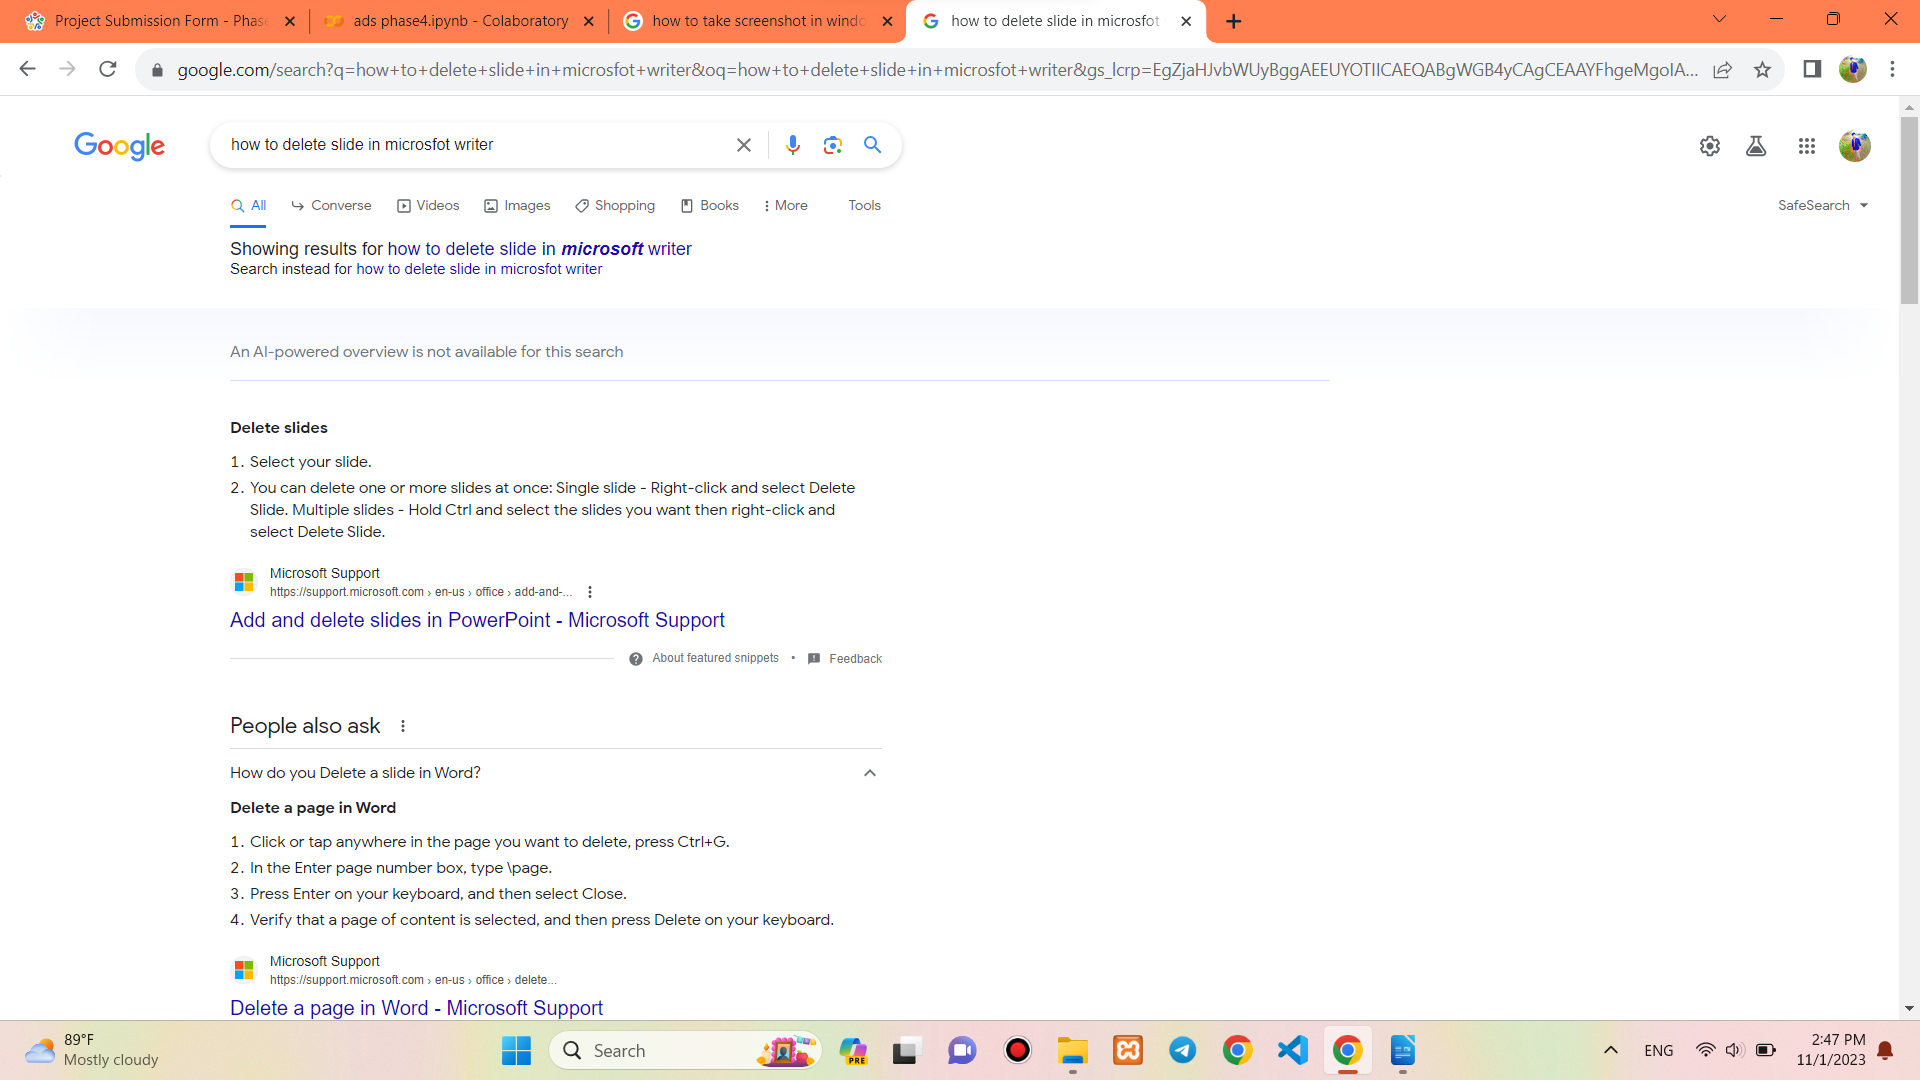 Project Submission Form - Phase
ads phase4.ipynb - Colaboratory
how to take screenshot in windo
how to delete slide in microsfot
google.com/search?q=how+to+delete+slide+in+microsfot+writer&oq=how+to+delete+slide+in+microsfot+writer&gs_lcrp=EgZjaHJvbWUyBggAEEUYOTIICAEQABgWGB4yCAgCEAAYFhgeMgoIA...
Google
how to delete slide in microsfot writer
All
Converse
Videos
Images
Shopping
Books
More
Tools
SafeSearch
Showing results for how to delete slide in microsoft writer
Search instead for how to delete slide in microsfot writer
An AI-powered overview is not available for this search
Delete slides
1. Select your slide.
2. You can delete one or more slides at once: Single slide - Right-click and select Delete
Slide. Multiple slides - Hold Ctrl and select the slides you want then right-click and
select Delete Slide.
Microsoft Support
https://support.microsoft.com › en-us › office › add-and-...
Add and delete slides in PowerPoint - Microsoft Support
About featured snippets • Feedback
People also ask
How do you Delete a slide in Word?
Delete a page in Word
1. Click or tap anywhere in the page you want to delete, press Ctrl+G.
2. In the Enter page number box, type \page.
3. Press Enter on your keyboard, and then select Close.
4. Verify that a page of content is selected, and then press Delete on your keyboard.
Microsoft Support
https://support.microsoft.com › en-us › office › delete...
Delete a page in Word - Microsoft Support
89°F
Mostly cloudy
Search
PRE
ENG
2:47 PM
11/1/2023